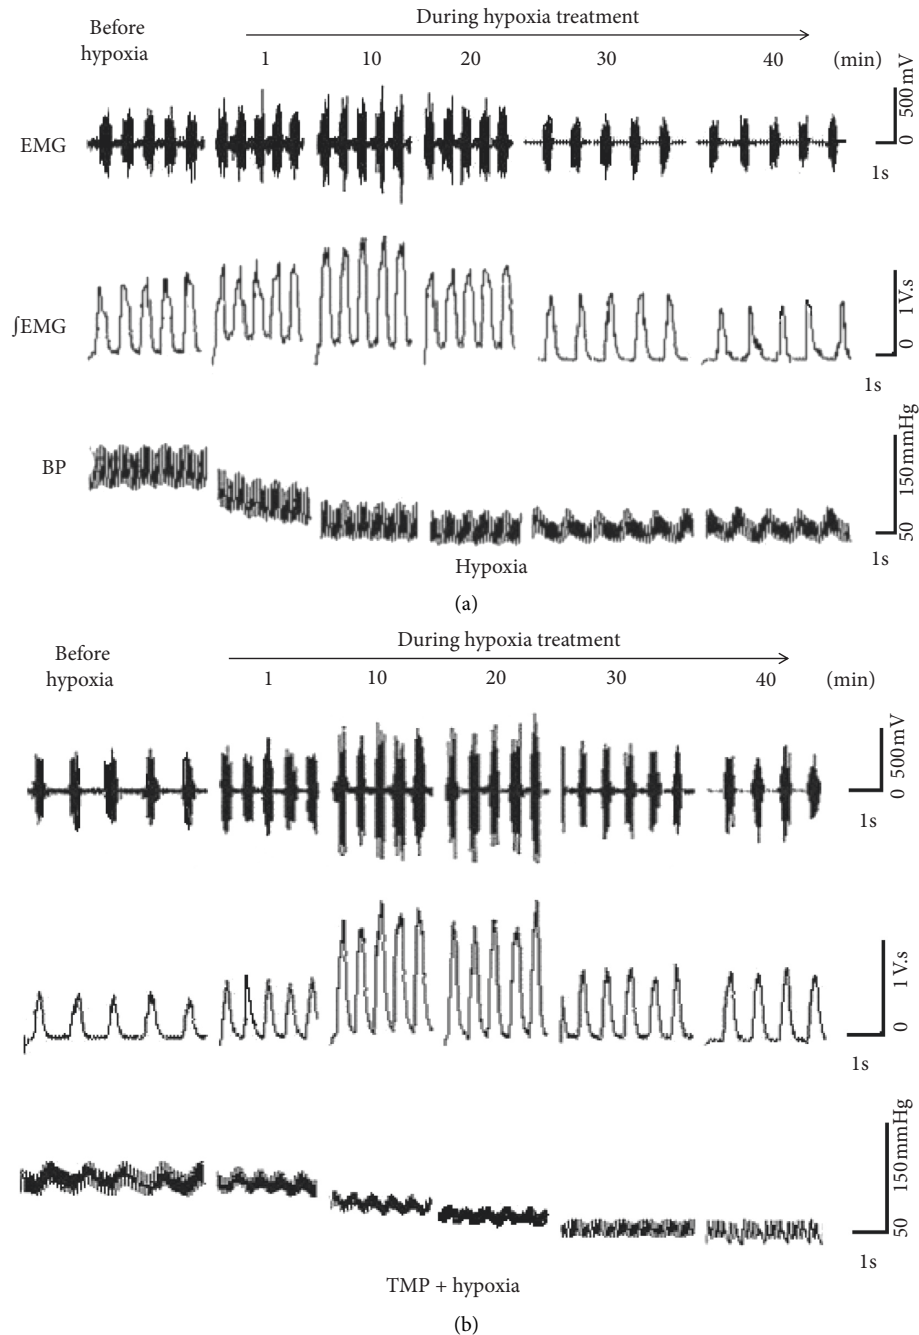 Before
hypoxia
During hypoxia treatment
1 10 20 30 40 (min)
EMG
0 500 mV
1s
∫EMG
0 1 V.s
1s
BP
50 150 mmHg
1s
Hypoxia
(a)
Before
hypoxia
During hypoxia treatment
1 10 20 30 40 (min)
0 500 mV
1s
0 1 V.s
1s
50 150 mmHg
1s
TMP + hypoxia
(b)